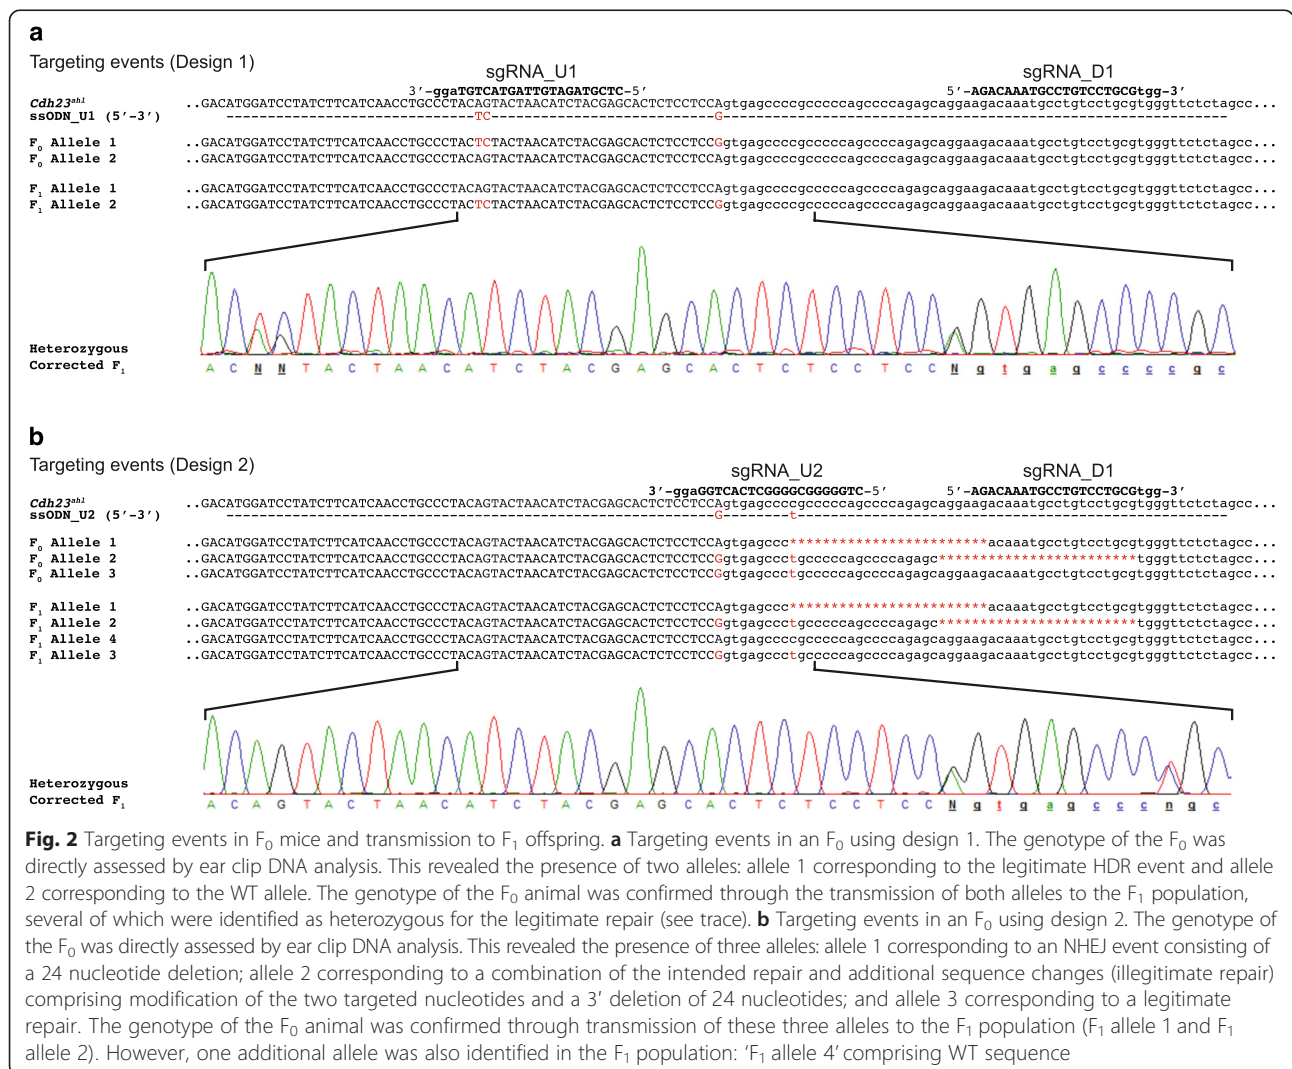 a
Targeting events (Design 1)
sgRNA_U1 sgRNA_D1
3’-ggaTGTCATGATTGTAGATGCTC-5’ 5’-AGACAAATGCCTGTCCTGCGtgg-3’
Cdh23ahl ..GACATGGATCCTATCTTCATCAACCTGCCCTACAGTACTAACATCTACGAGCACTCTCCTCCAgtgagccccgcccccagccccagagcaggaagacaaatgcctgtcctgcgtgggttctctagcc...
ssODN_U1 (5’-3’) TC G
F0 Allele 1 ..GACATGGATCCTATCTTCATCAACCTGCCCTACTCTACTAACATCTACGAGCACTCTCCTCCGgtgagccccgcccccagccccagagcaggaagacaaatgcctgtcctgcgtgggttctctagcc...
F0 Allele 2 ..GACATGGATCCTATCTTCATCAACCTGCCCTACAGTACTAACATCTACGAGCACTCTCCTCCAgtgagccccgcccccagccccagagcaggaagacaaatgcctgtcctgcgtgggttctctagcc...
F1 Allele 1 ..GACATGGATCCTATCTTCATCAACCTGCCCTACAGTACTAACATCTACGAGCACTCTCCTCCAgtgagccccgcccccagccccagagcaggaagacaaatgcctgtcctgcgtgggttctctagcc...
F1 Allele 2 ..GACATGGATCCTATCTTCATCAACCTGCCCTACTCTACTAACATCTACGAGCACTCTCCTCCGgtgagccccgcccccagccccagagcaggaagacaaatgcctgtcctgcgtgggttctctagcc...
Heterozygous
Corrected F1 A C N N T A C T A A C A T C T A C G A G C A C T C T C C T C C N g t g a g c c c c g c
b
Targeting events (Design 2)
sgRNA_U2 sgRNA_D1
3’-ggaGGTCACTCGGGGCGGGGGTC-5’ 5’-AGACAAATGCCTGTCCTGCGtgg-3’
Cdh23ahl ..GACATGGATCCTATCTTCATCAACCTGCCCTACAGTACTAACATCTACGAGCACTCTCCTCCAgtgagccccgcccccagccccagagcaggaagacaaatgcctgtcctgcgtgggttctctagcc...
ssODN_U2 (5’-3’) G t
F0 Allele 1 ..GACATGGATCCTATCTTCATCAACCTGCCCTACAGTACTAACATCTACGAGCACTCTCCTCCAgtgagccc************************acaaatgcctgtcctgcgtgggttctctagcc...
F0 Allele 2 ..GACATGGATCCTATCTTCATCAACCTGCCCTACAGTACTAACATCTACGAGCACTCTCCTCCGgtgagccctgcccccagccccagagc************************tgggttctctagcc...
F0 Allele 3 ..GACATGGATCCTATCTTCATCAACCTGCCCTACAGTACTAACATCTACGAGCACTCTCCTCCGgtgagccctgcccccagccccagagcaggaagacaaatgcctgtcctgcgtgggttctctagcc...
F1 Allele 1 ..GACATGGATCCTATCTTCATCAACCTGCCCTACAGTACTAACATCTACGAGCACTCTCCTCCAgtgagccc************************acaaatgcctgtcctgcgtgggttctctagcc...
F1 Allele 2 ..GACATGGATCCTATCTTCATCAACCTGCCCTACAGTACTAACATCTACGAGCACTCTCCTCCGgtgagccctgcccccagccccagagc************************tgggttctctagcc...
F1 Allele 4 ..GACATGGATCCTATCTTCATCAACCTGCCCTACAGTACTAACATCTACGAGCACTCTCCTCCAgtgagccccgcccccagccccagagcaggaagacaaatgcctgtcctgcgtgggttctctagcc...
F1 Allele 3 ..GACATGGATCCTATCTTCATCAACCTGCCCTACAGTACTAACATCTACGAGCACTCTCCTCCGgtgagccctgcccccagccccagagcaggaagacaaatgcctgtcctgcgtgggttctctagcc...
Heterozygous
Corrected F1 A C A G T A C T A A C A T C T A C G A G C A C T C T C C T C C N g t g a g c c c n g c
Fig. 2 Targeting events in F0 mice and transmission to F1 offspring. a Targeting events in an F0 using design 1. The genotype of the F0 was
directly assessed by ear clip DNA analysis. This revealed the presence of two alleles: allele 1 corresponding to the legitimate HDR event and allele
2 corresponding to the WT allele. The genotype of the F0 animal was confirmed through the transmission of both alleles to the F1 population,
several of which were identified as heterozygous for the legitimate repair (see trace). b Targeting events in an F0 using design 2. The genotype of
the F0 was directly assessed by ear clip DNA analysis. This revealed the presence of three alleles: allele 1 corresponding to an NHEJ event consisting of
a 24 nucleotide deletion; allele 2 corresponding to a combination of the intended repair and additional sequence changes (illegitimate repair)
comprising modification of the two targeted nucleotides and a 3’ deletion of 24 nucleotides; and allele 3 corresponding to a legitimate
repair. The genotype of the F0 animal was confirmed through transmission of these three alleles to the F1 population (F1 allele 1 and F1
allele 2). However, one additional allele was also identified in the F1 population: ‘F1 allele 4’ comprising WT sequence